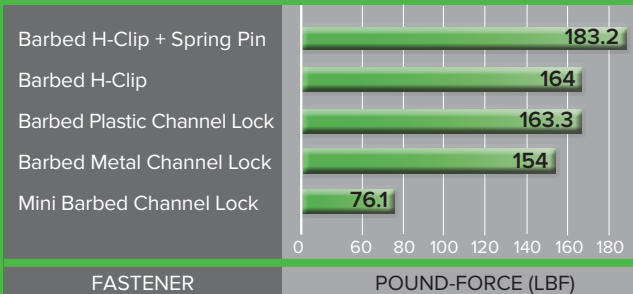 Barbed H-Clip + Spring Pin 183.2
Barbed H-Clip 164
Barbed Plastic Channel Lock 163.3
Barbed Metal Channel Lock 154
Mini Barbed Channel Lock 76.1
0 60 80 100 120 140 160 180
FASTENER POUND-FORCE (LBF)